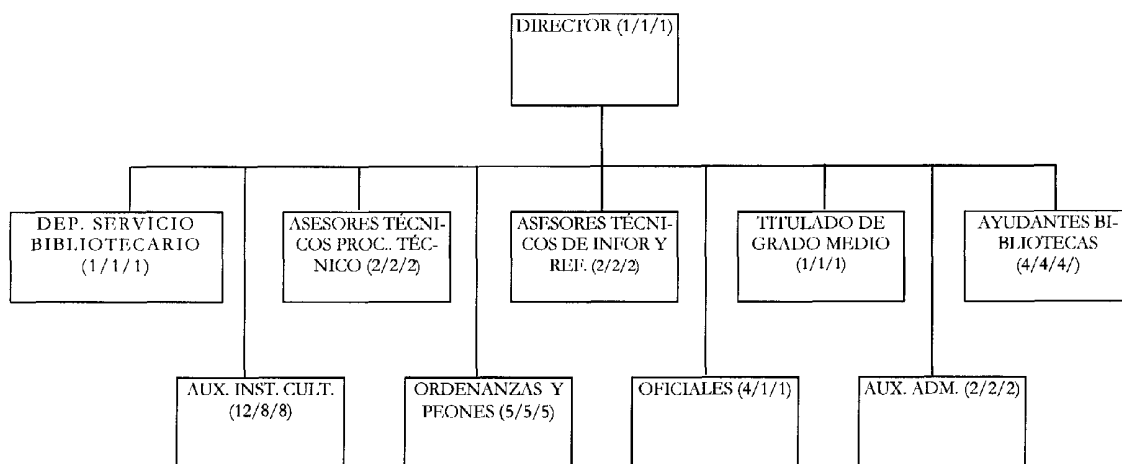 DIRECTOR (1/1/1)
DEP. SERVICIO
BIBLIOTECARIO
(1/1/1)
ASESORES TÉCNI-
COS PROC.. TÉC-
NICO (2/2/2)
ASESORES TÉCNI-
COS DE INFOR Y
REF. (2/2/2)
TITULADO DE
GRADO MEDIO
(1/1/1)
AYUDANTES BI-
BLIOTECAS
(4/4/4/)
AUX. INST. CULT.
(12/8/8)
ORDENANZAS Y
PEONES (5/5/5)
OFICIALES (4/1/1)
AUX. ADM. (2/2/2)